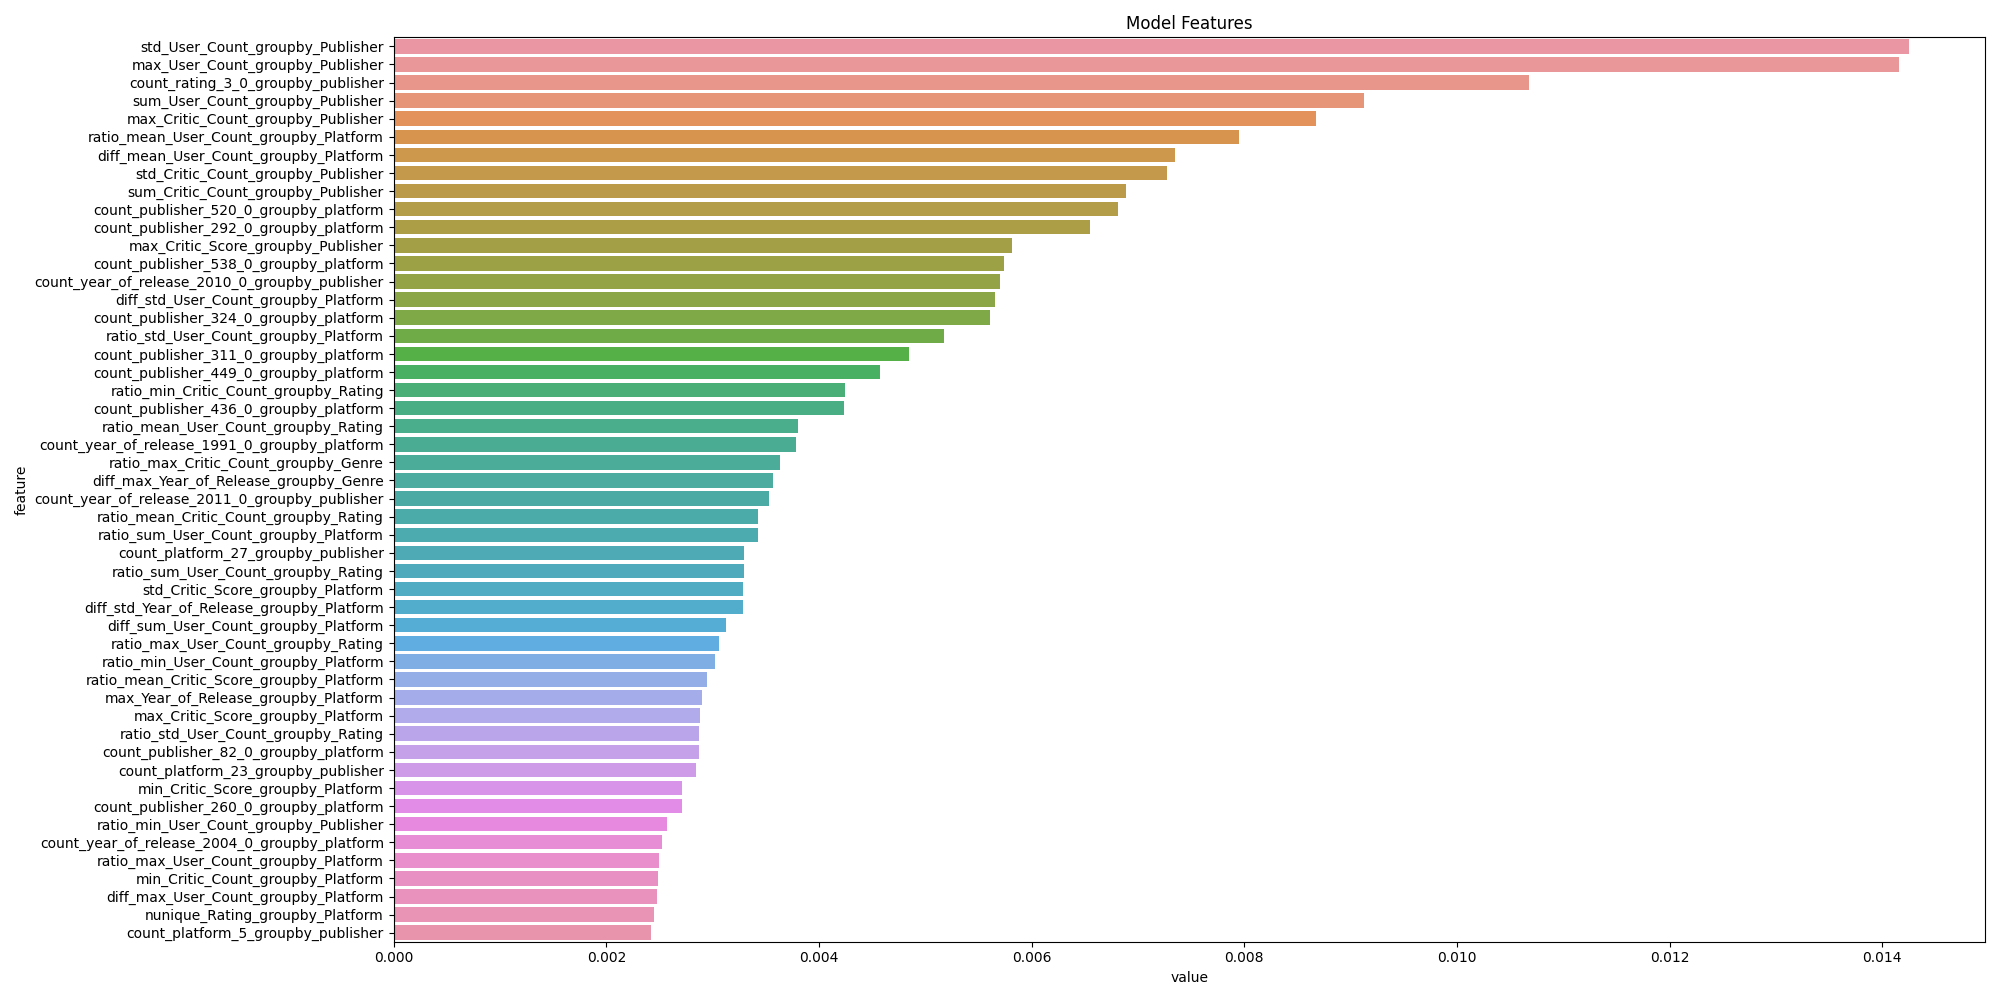 Model Features
std_User_Count_groupby_Publisher
max_User_Count_groupby_Publisher
count_rating_3_0_groupby_publisher
sum_User_Count_groupby_Publisher
max_Critic_Count_groupby_Publisher
ratio_mean_User_Count_groupby_Platform
diff_mean_User_Count_groupby_Platform
std_Critic_Count_groupby_Publisher
sum_Critic_Count_groupby_Publisher
count_publisher_520_0_groupby_platform
count_publisher_292_0_groupby_platform
max_Critic_Score_groupby_Publisher
count_publisher_538_0_groupby_platform
count_year_of_release_2010_0_groupby_publisher
diff_std_User_Count_groupby_Platform
count_publisher_324_0_groupby_platform
ratio_std_User_Count_groupby_Platform
count_publisher_311_0_groupby_platform
count_publisher_449_0_groupby_platform
ratio_min_Critic_Count_groupby_Rating
count_publisher_436_0_groupby_platform
ratio_mean_User_Count_groupby_Rating
count_year_of_release_1991_0_groupby_platform
ratio_max_Critic_Count_groupby_Genre
diff_max_Year_of_Release_groupby_Genre
count_year_of_release_2011_0_groupby_publisher
ratio_mean_Critic_Count_groupby_Rating
ratio_sum_User_Count_groupby_Platform
count_platform_27_groupby_publisher
ratio_sum_User_Count_groupby_Rating
std_Critic_Score_groupby_Platform
diff_std_Year_of_Release_groupby_Platform
diff_sum_User_Count_groupby_Platform
ratio_max_User_Count_groupby_Rating
ratio_min_User_Count_groupby_Platform
ratio_mean_Critic_Score_groupby_Platform
max_Year_of_Release_groupby_Platform
max_Critic_Score_groupby_Platform
ratio_std_User_Count_groupby_Rating
count_publisher_82_0_groupby_platform
count_platform_23_groupby_publisher
min_Critic_Score_groupby_Platform
count_publisher_260_0_groupby_platform
ratio_min_User_Count_groupby_Publisher
count_year_of_release_2004_0_groupby_platform
ratio_max_User_Count_groupby_Platform
min_Critic_Count_groupby_Platform
diff_max_User_Count_groupby_Platform
nunique_Rating_groupby_Platform
count_platform_5_groupby_publisher
feature
0.000 0.002 0.004 0.006 0.008 0.010 0.012 0.014
value